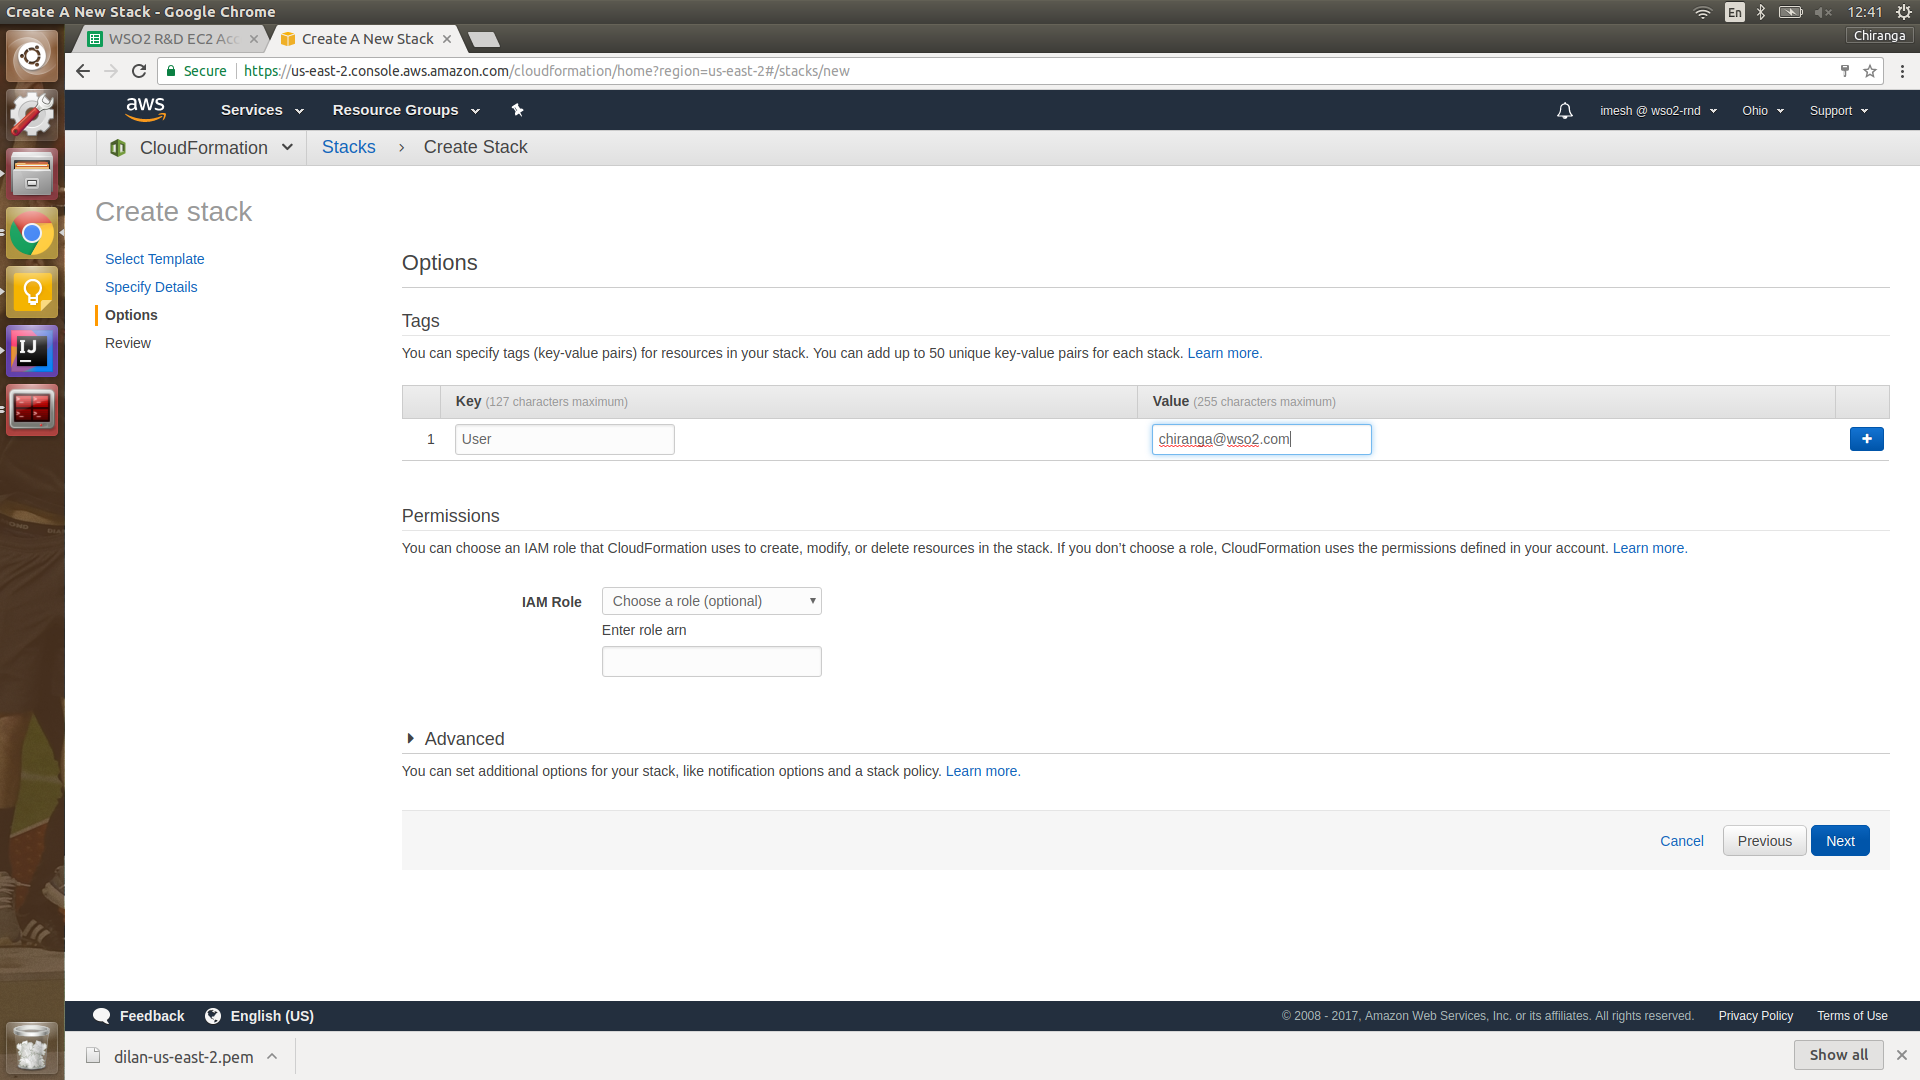 Create A New Stack - Google Chrome
En
12:41
WSO2 R&D EC2 Acc
Create A New Stack
Chiranga
Secure
https://us-east-2.console.aws.amazon.com/cloudformation/home?region=us-east-2#/stacks/new
aws
Services
Resource Groups
imesh @ wso2-rnd
Ohio
Support
CloudFormation
Stacks
Create Stack
Create stack
Select Template
Specify Details
Options
Review
Options
Tags
You can specify tags (key-value pairs) for resources in your stack. You can add up to 50 unique key-value pairs for each stack. Learn more.
Key (127 characters maximum)
Value (255 characters maximum)
1
User
chiranga@wso2.com
Permissions
You can choose an IAM role that CloudFormation uses to create, modify, or delete resources in the stack. If you don’t choose a role, CloudFormation uses the permissions defined in your account. Learn more.
IAM Role
Choose a role (optional)
Enter role arn
Advanced
You can set additional options for your stack, like notification options and a stack policy. Learn more.
Cancel
Previous
Next
Feedback
English (US)
© 2008 - 2017, Amazon Web Services, Inc. or its affiliates. All rights reserved.
Privacy Policy
Terms of Use
dilan-us-east-2.pem
Show all
IJ